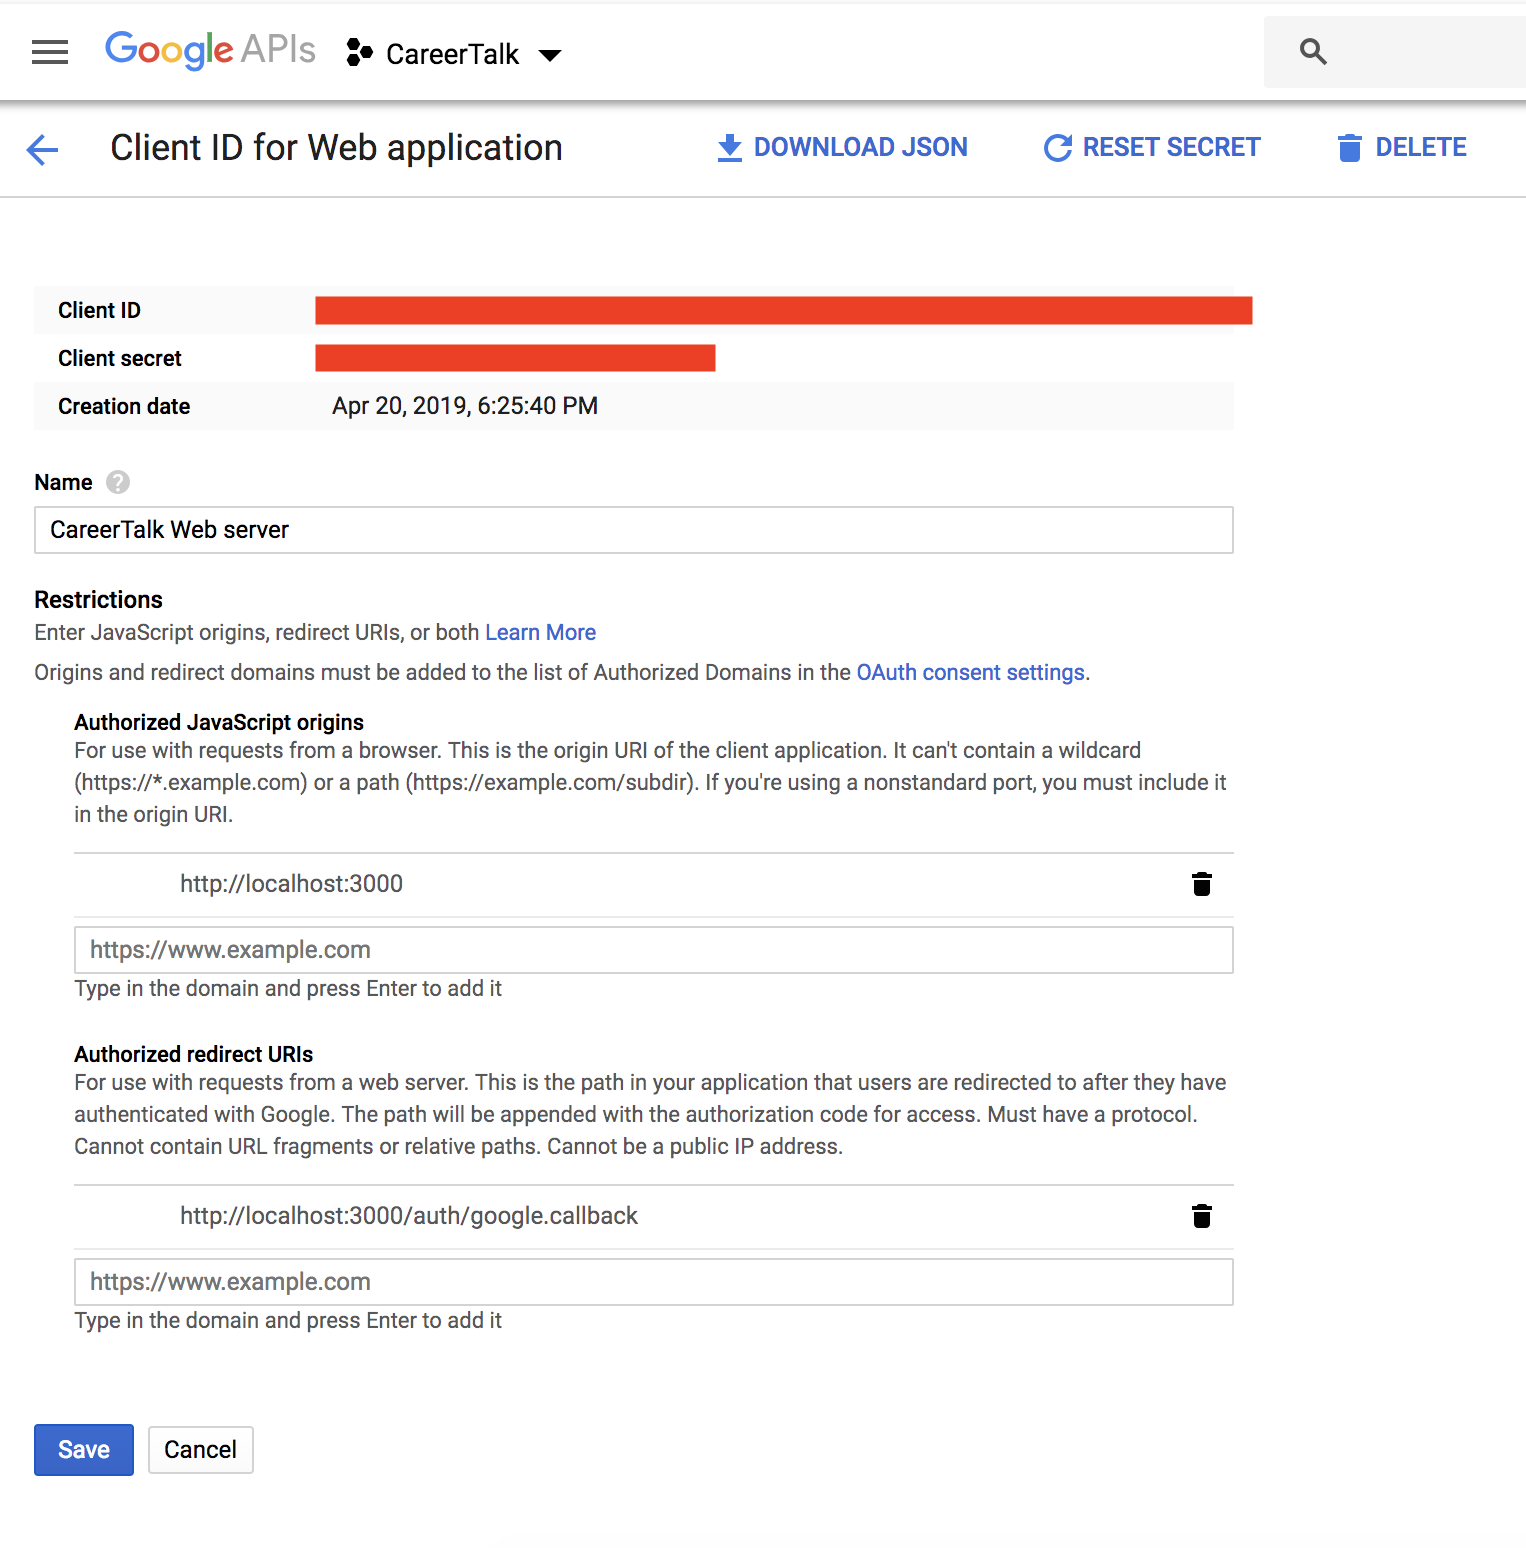 Google APIs CareerTalk
Client ID for Web application DOWNLOAD JSON RESET SECRET DELETE
Client ID
Client secret
Creation date Apr 20, 2019, 6:25:40 PM
Name ?
CareerTalk Web server
Restrictions
Enter JavaScript origins, redirect URIs, or both Learn More
Origins and redirect domains must be added to the list of Authorized Domains in the OAuth consent settings.
Authorized JavaScript origins
For use with requests from a browser. This is the origin URI of the client application. It can't contain a wildcard
(https://*.example.com) or a path (https://example.com/subdir). If you're using a nonstandard port, you must include it
in the origin URI.
http://localhost:3000
https://www.example.com
Type in the domain and press Enter to add it
Authorized redirect URIs
For use with requests from a web server. This is the path in your application that users are redirected to after they have
authenticated with Google. The path will be appended with the authorization code for access. Must have a protocol.
Cannot contain URL fragments or relative paths. Cannot be a public IP address.
http://localhost:3000/auth/google.callback
https://www.example.com
Type in the domain and press Enter to add it
Save Cancel